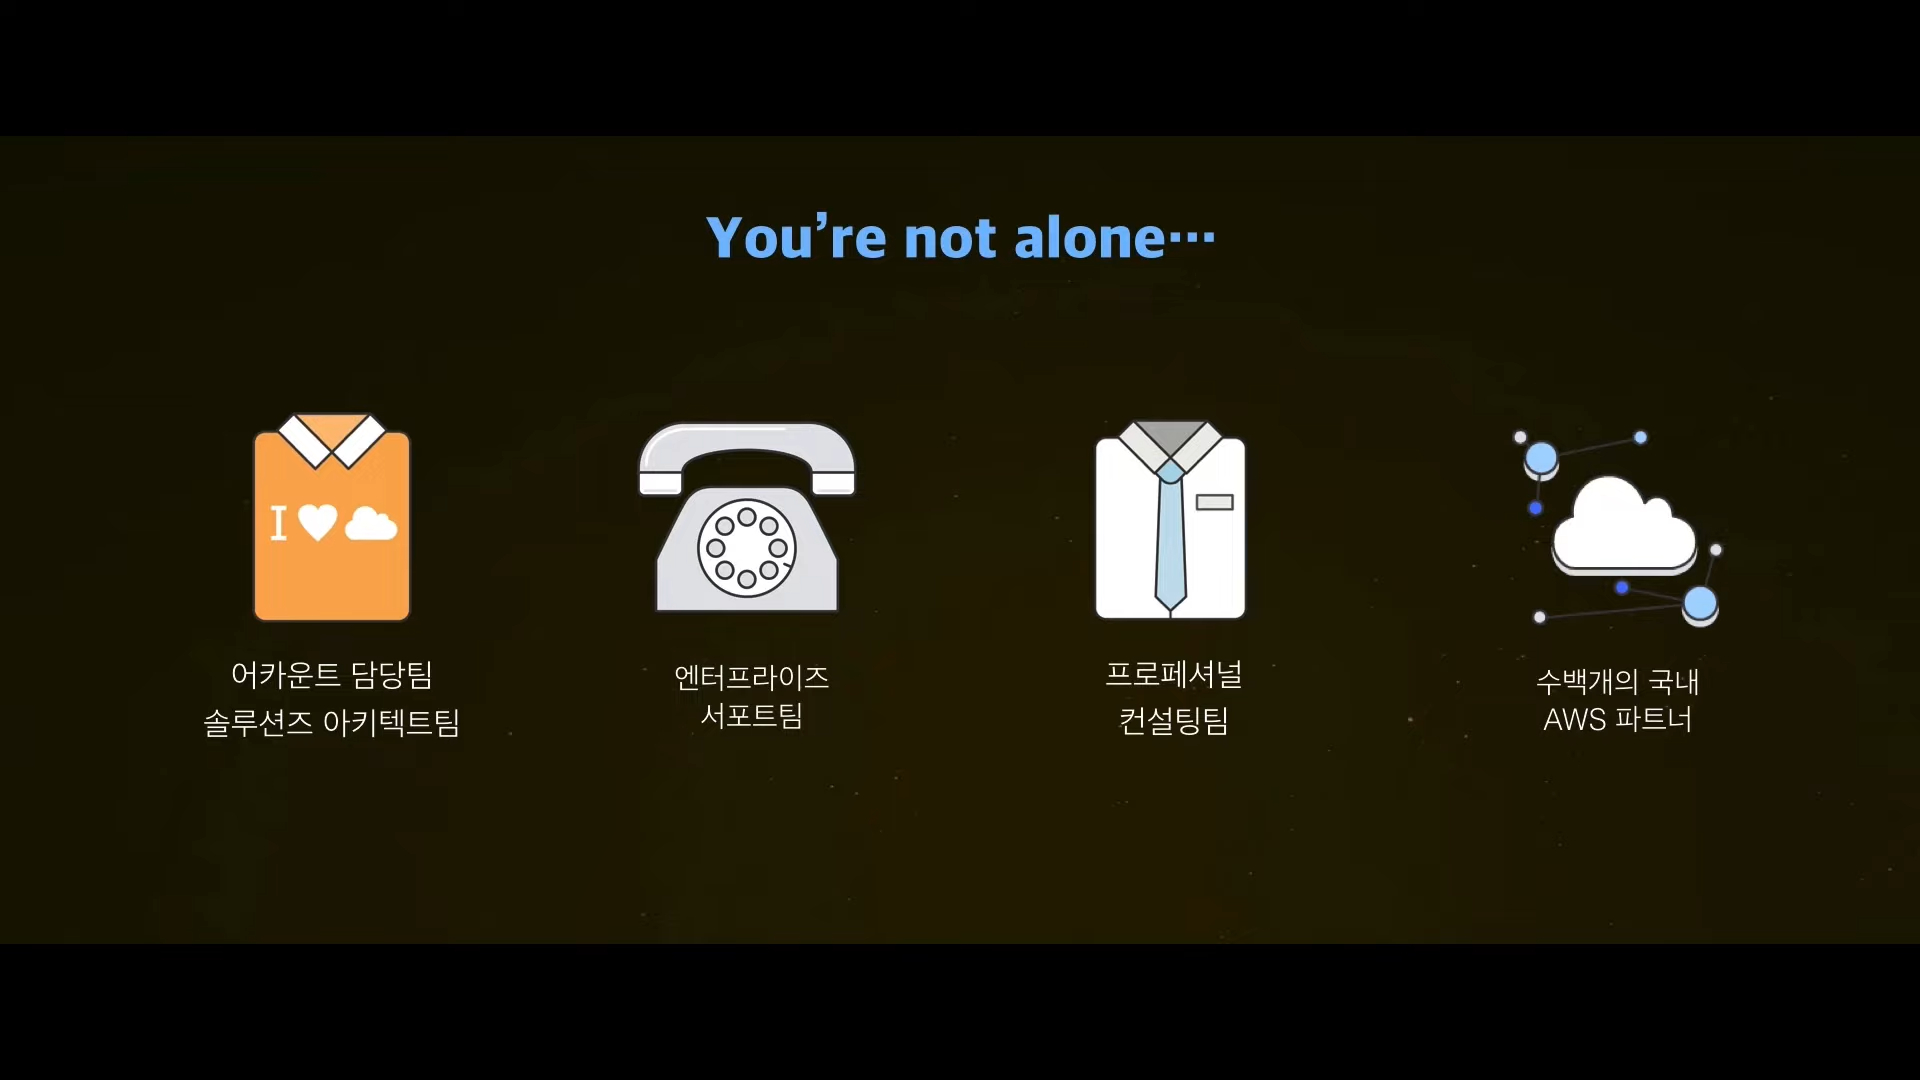 You’re not alone…
I
어카운트 담당팀
솔루션즈 아키텍트팀
엔터프라이즈
서포트팀
프로페셔널
컨설팅팀
수백개의 국내
AWS 파트너